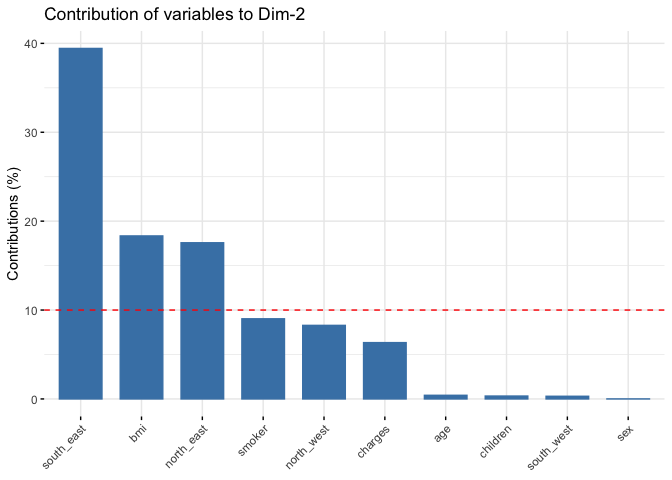 Contribution of variables to Dim-2
Contributions (%)
40
30
20
10
0
south_east
bmi
north_east
smoker
north_west
charges
age
children
south_west
sex